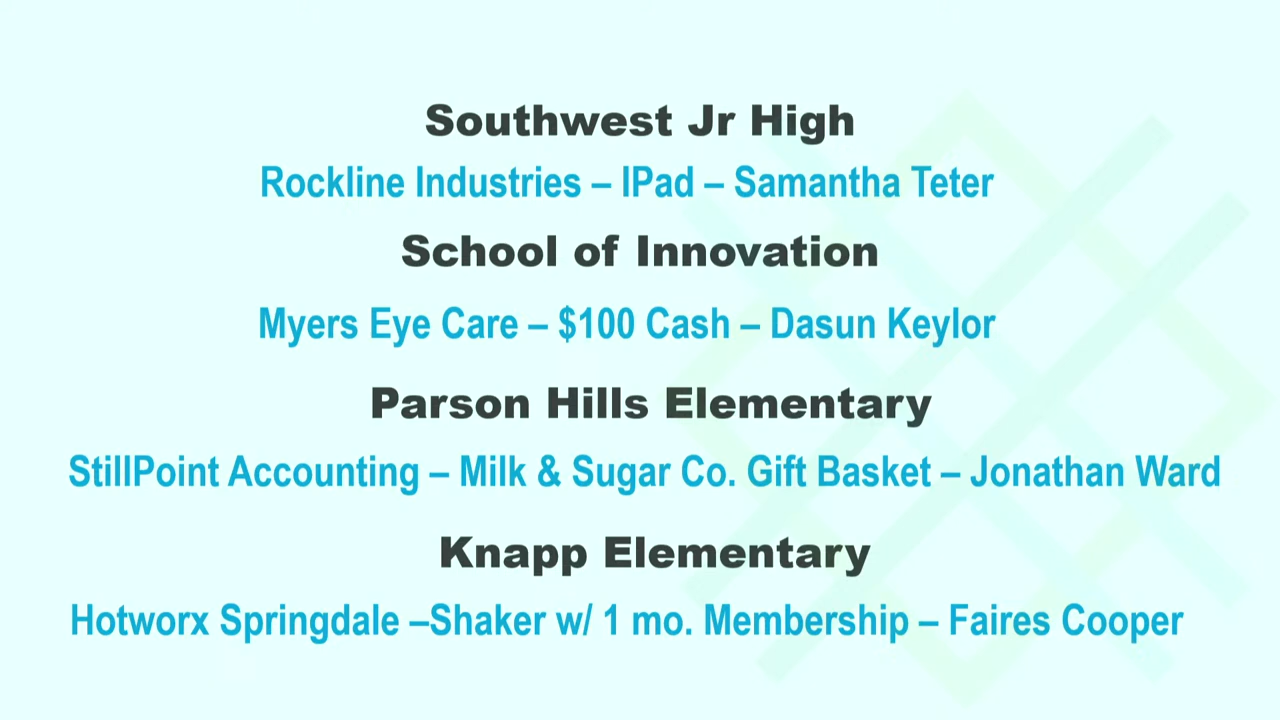 Southwest Jr High
Rockline Industries – IPad – Samantha Teter
School of Innovation
Myers Eye Care – $100 Cash – Dasun Keylor
Parson Hills Elementary
StillPoint Accounting – Milk & Sugar Co. Gift Basket – Jonathan Ward
Knapp Elementary
Hotworx Springdale –Shaker w/ 1 mo. Membership – Faires Cooper